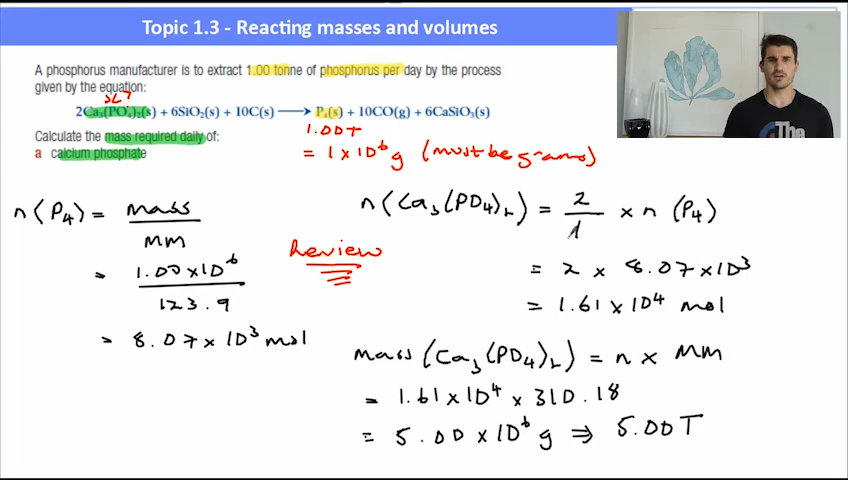 Topic 1.3 - Reacting masses and volumes
A phosphorus manufacturer is to extract 1.00 tonne of phosphorus per day by the process
given by the equation:
x?
2Ca₃(PO₄)₂(s) + 6SiO₂(s) + 10C(s) ⟶ P₄(s) + 10CO(g) + 6CaSiO₃(s)
Calculate the mass required daily of:
a calcium phosphate
1.00T
= 1 x 10⁶ g (must be grams)
n(P₄) = mass / MM
= 1.00 x 10⁶ / 123.9
= 8.07 x 10³ mol
Review
n(Ca₃(PO₄)₂) = 2 / 1 x n(P₄)
= 2 x 8.07 x 10³
= 1.61 x 10⁴ mol
mass (Ca₃(PO₄)₂) = n x MM
= 1.61 x 10⁴ x 310.18
= 5.00 x 10⁶ g ⇒ 5.00T
The